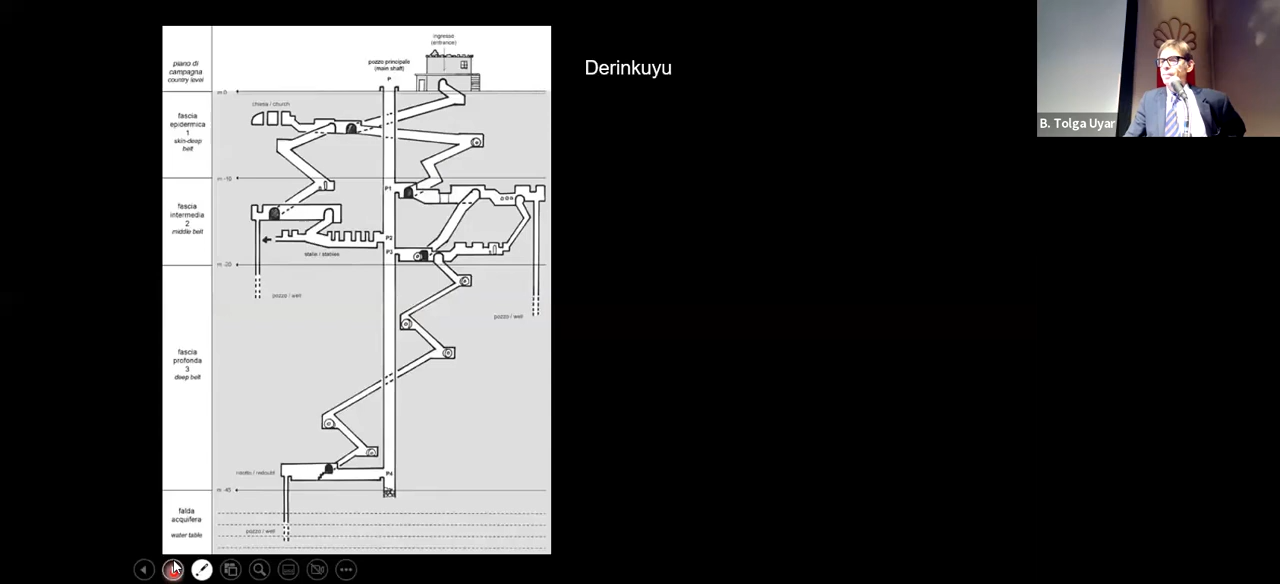 ingresso
(entrance)
Derinkuyu
piano di
campagna
country level
pozzo principale
(main shaft)
P
m 0
chiesa / church
fascia
epidermica
1
skin-deep
belt
m -10
P1
fascia
intermedia
2
middle belt
P2
P3
stalle / stables
m -20
pozzo / well
pozzo / well
fascia
profonda
3
deep belt
ridotto / redoubt
P4
m -45
falda
acquifera
water table
pozzo / well
B. Tolga Uyar